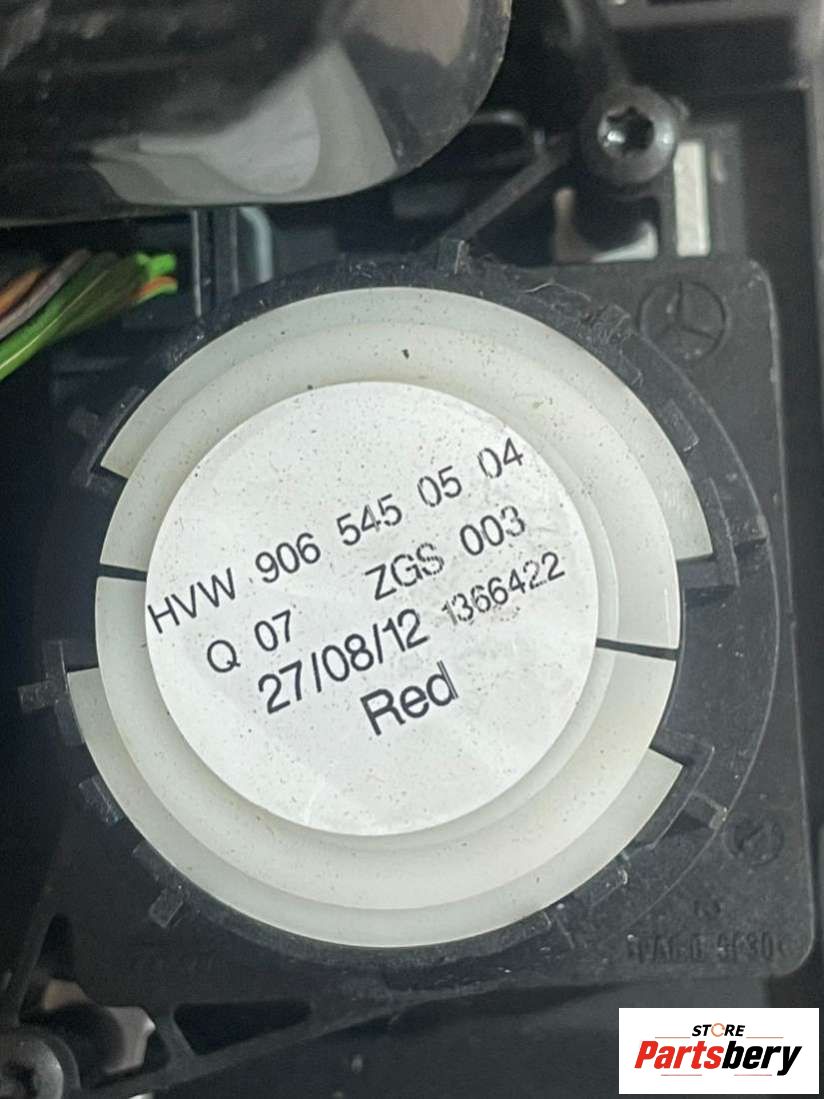 HVW 906 545 05 04
Q 07 ZGS 003
27/08/12 1366422
Red
STORE
Partsbery